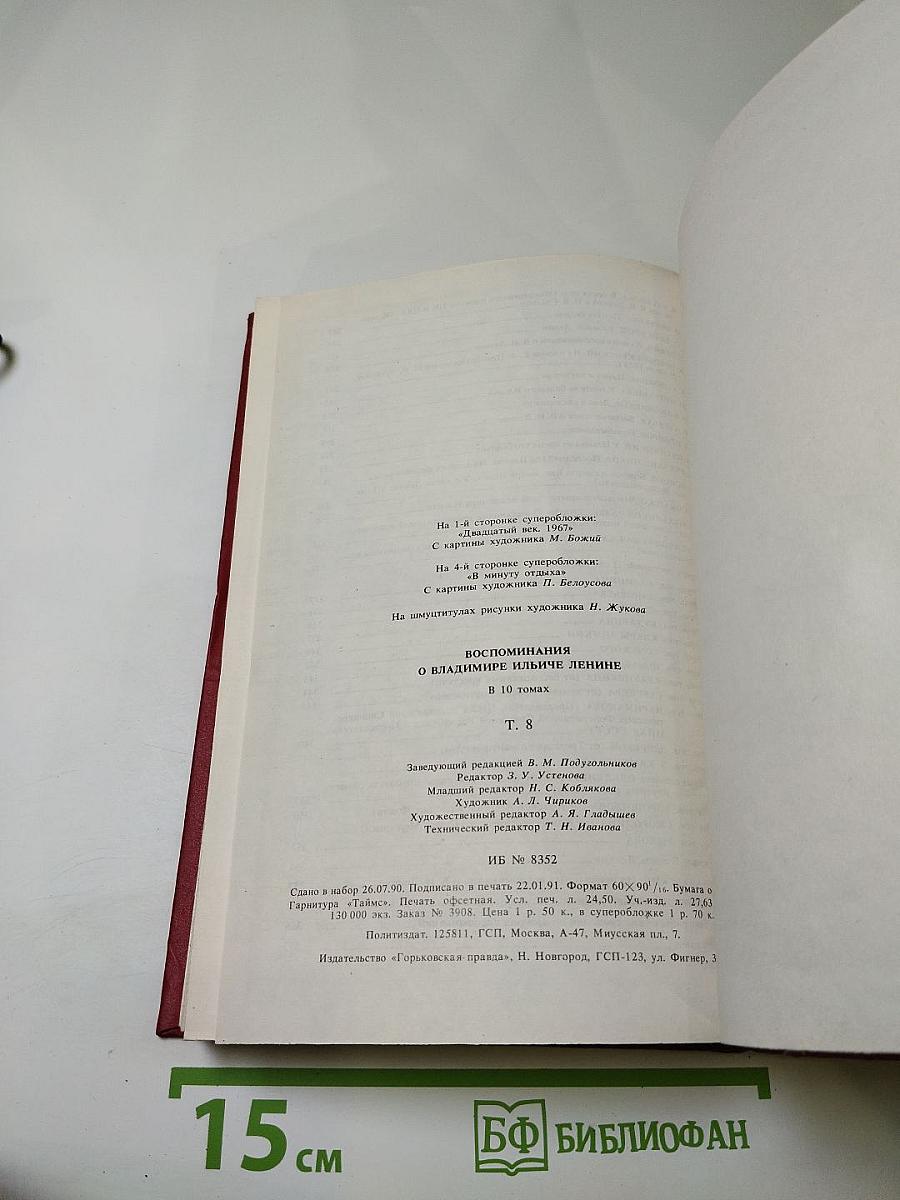 На 1-й сторонке суперобложки:
«Двадцатый век. 1967»
С картины художника М. Божий
На 4-й сторонке суперобложки:
«В минуту отдыха»
С картины художника П. Белоусова
На шмуцтитулах рисунки художника Н. Жукова
ВОСПОМИНАНИЯ
О ВЛАДИМИРЕ ИЛЬИЧЕ ЛЕНИНЕ
В 10 томах
Т. 8
Заведующий редакцией В. М. Подугольников
Редактор З. У. Устенова
Младший редактор Н. С. Коблякова
Художник А. Л. Чириков
Художественный редактор А. Я. Гладышев
Технический редактор Т. Н. Иванова
ИБ № 8352
Сдано в набор 26.07.90. Подписано в печать 22.01.91. Формат 60×90¹/₁₆. Бумага о
Гарнитура «Таймс». Печать офсетная. Усл. печ. л. 24,50. Уч.-изд. л. 27,63
130 000 экз. Заказ № 3908. Цена 1 р. 50 к., в суперобложке 1 р. 70 к.
Политиздат. 125811, ГСП, Москва, А-47, Миусская пл., 7.
Издательство «Горьковская правда», Н. Новгород, ГСП-123, ул. Фигнер, 3
15 см
БФ БИБЛИОФАН